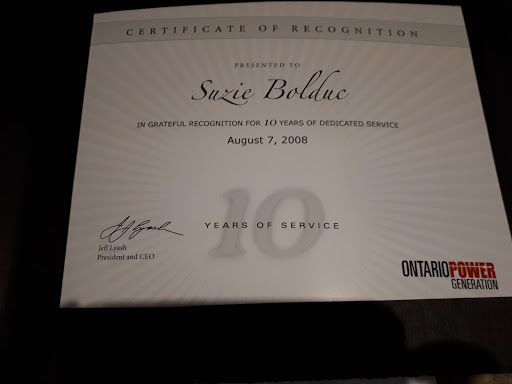 CERTIFICATE OF RECOGNITION
PRESENTED TO
Suzie Bolduc
IN GRATEFUL RECOGNITION FOR 10 YEARS OF DEDICATED SERVICE
August 7, 2008
10
YEARS OF SERVICE
Jeff Lyash
President and CEO
ONTARIOPOWER
GENERATION